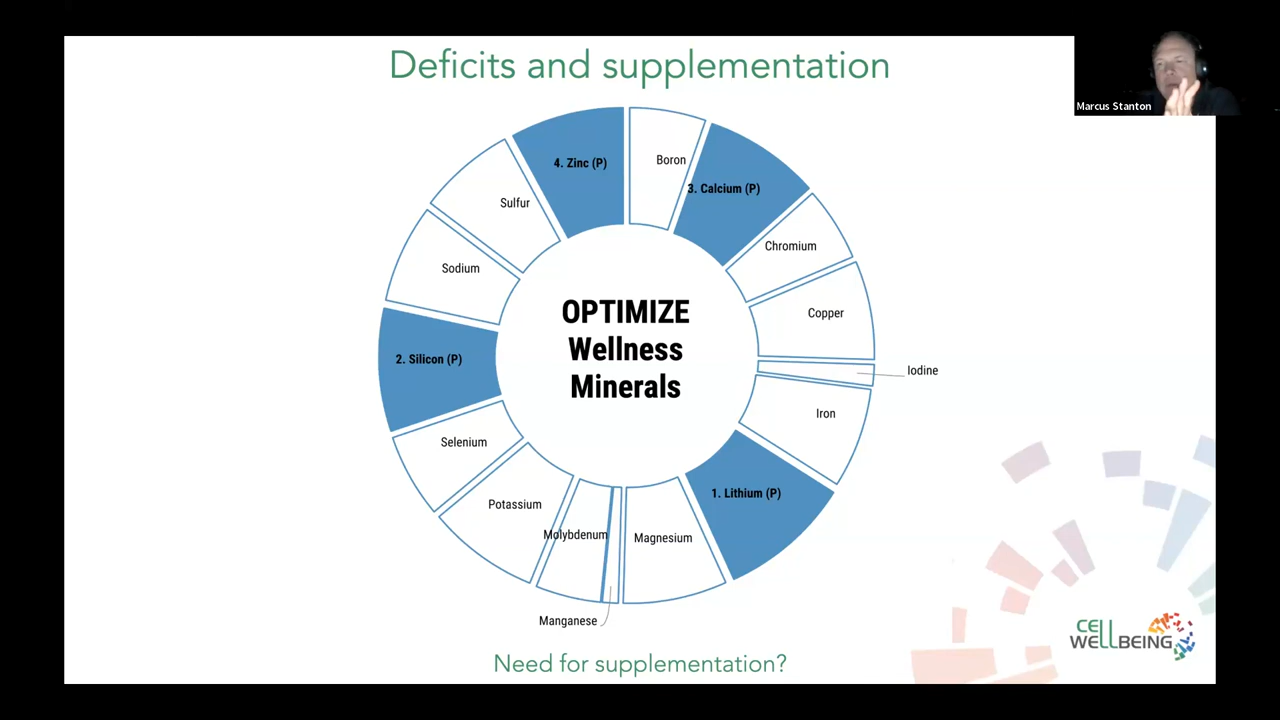 Deficits and supplementation
Marcus Stanton
4. Zinc (P)
Boron
3. Calcium (P)
Sulfur
Chromium
Sodium
Copper
OPTIMIZE
Wellness
Minerals
2. Silicon (P)
Iodine
Iron
Selenium
1. Lithium (P)
Potassium
Molybdenum
Magnesium
Manganese
CELL
WELLBEING
Need for supplementation?